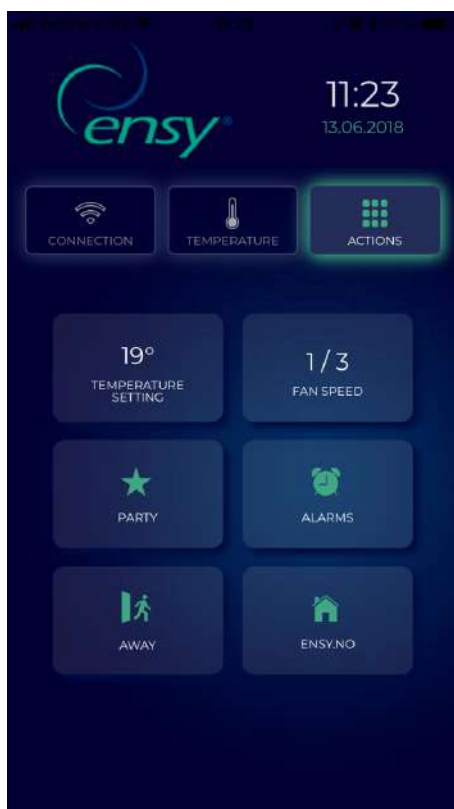 ensy®
11:23
13.06.2018
CONNECTION
TEMPERATURE
ACTIONS
19°
TEMPERATURE
SETTING
1 / 3
FAN SPEED
PARTY
ALARMS
AWAY
ENSY.NO